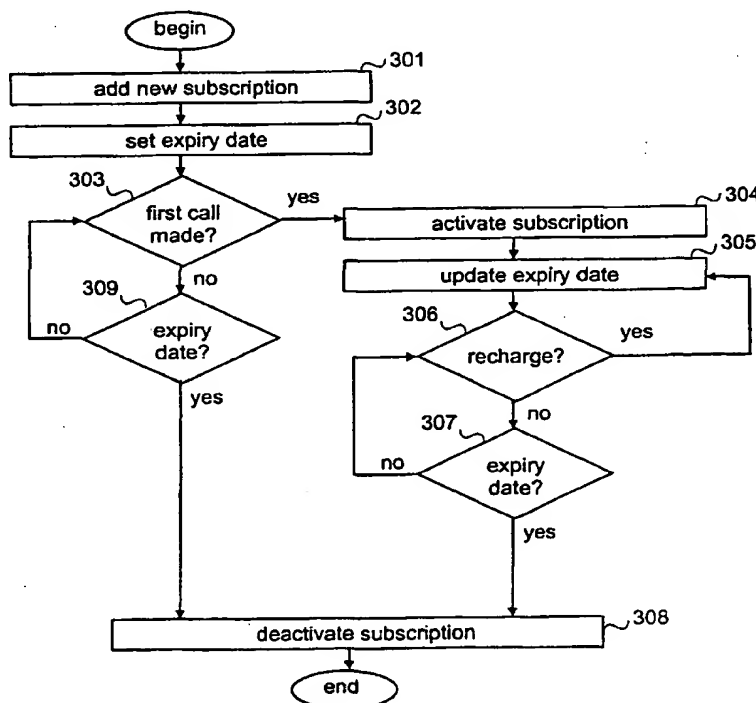 begin
301
add new subscription
302
set expiry date
303
first call
made?
yes
304
activate subscription
305
update expiry date
309
no
no
expiry
date?
yes
306
recharge?
yes
no
307
no
expiry
date?
yes
308
deactivate subscription
end